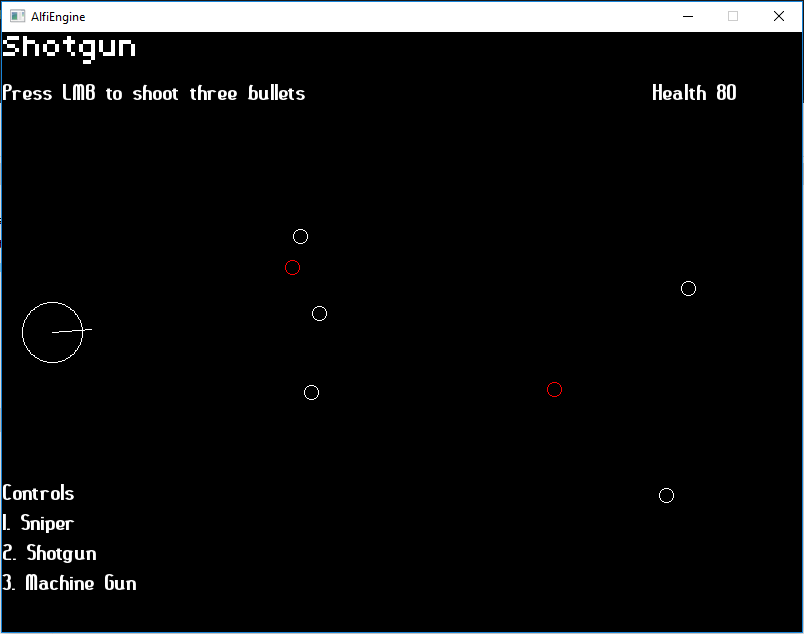 AlfiEngine
Shotgun
Press LMB to shoot three bullets
Health 80
Controls
1. Sniper
2. Shotgun
3. Machine Gun